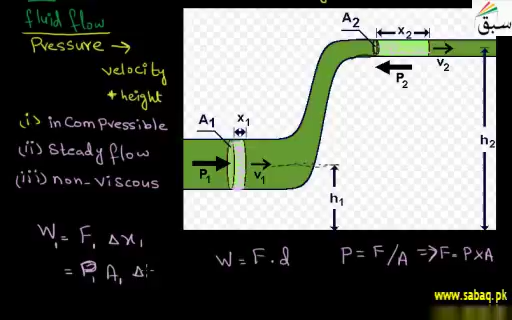 fluid flow
Pressure →
velocity
+ height
(i) inCompressible
(ii) Steady flow
(iii) non-viscous
W₁ = F₁ Δx₁
= P₁ A₁ Δ
W = F . d
P = F/A ⇒ F = P×A
A₂
x₂
v₂
P₂
h₂
x₁
A₁
P₁
v₁
h₁
سبق
www.sabaq.pk